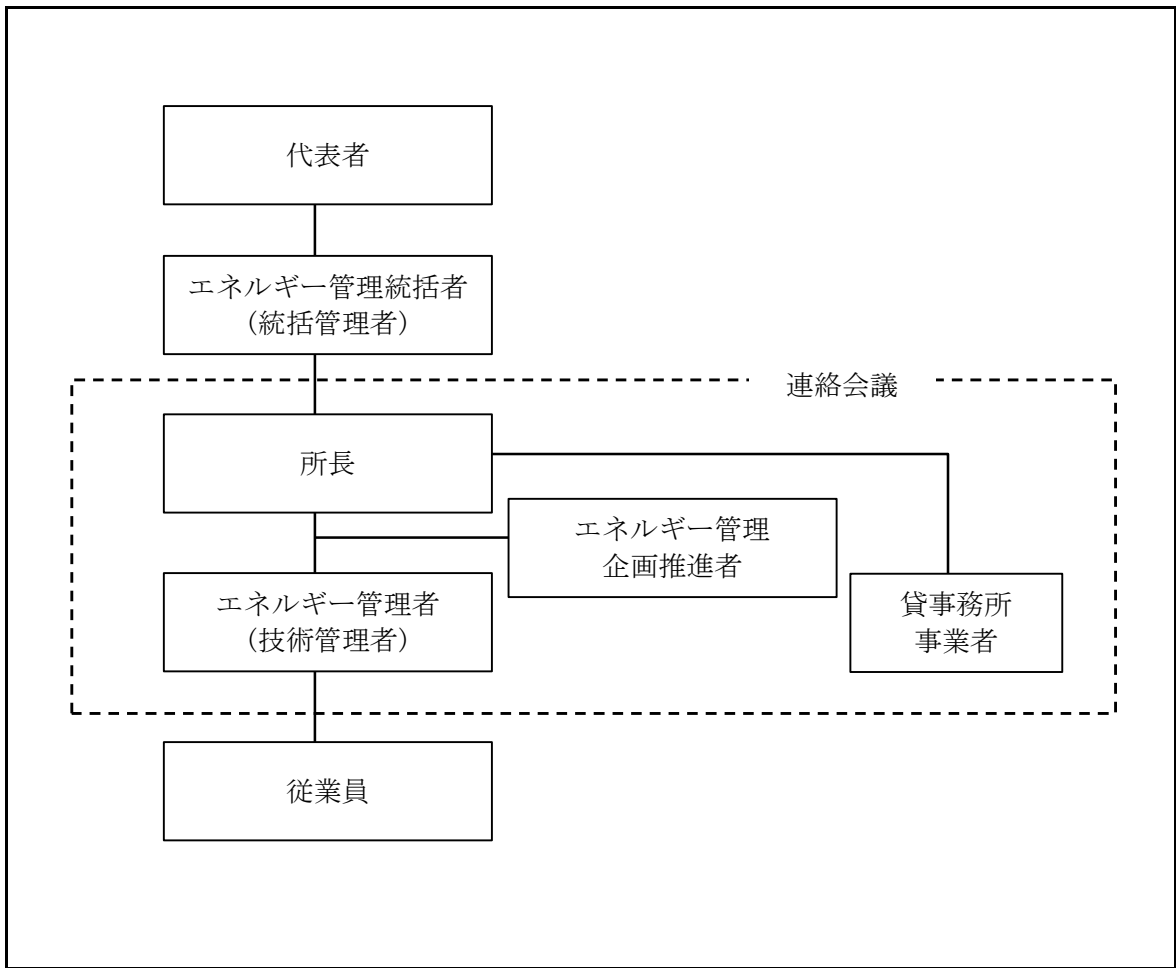 代表者
エネルギー管理統括者
（統括管理者）
連絡会議
所長
エネルギー管理
企画推進者
エネルギー管理者
（技術管理者）
貸事務所
事業者
従業員